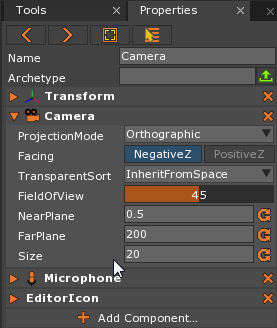 Tools Properties
Name Camera
Archetype
Transform
Camera
ProjectionMode Orthographic
Facing NegativeZ PositiveZ
TransparentSort InheritFromSpace
FieldOfView 45
NearPlane 0.5
FarPlane 200
Size 20
Microphone
EditorIcon
Add Component...